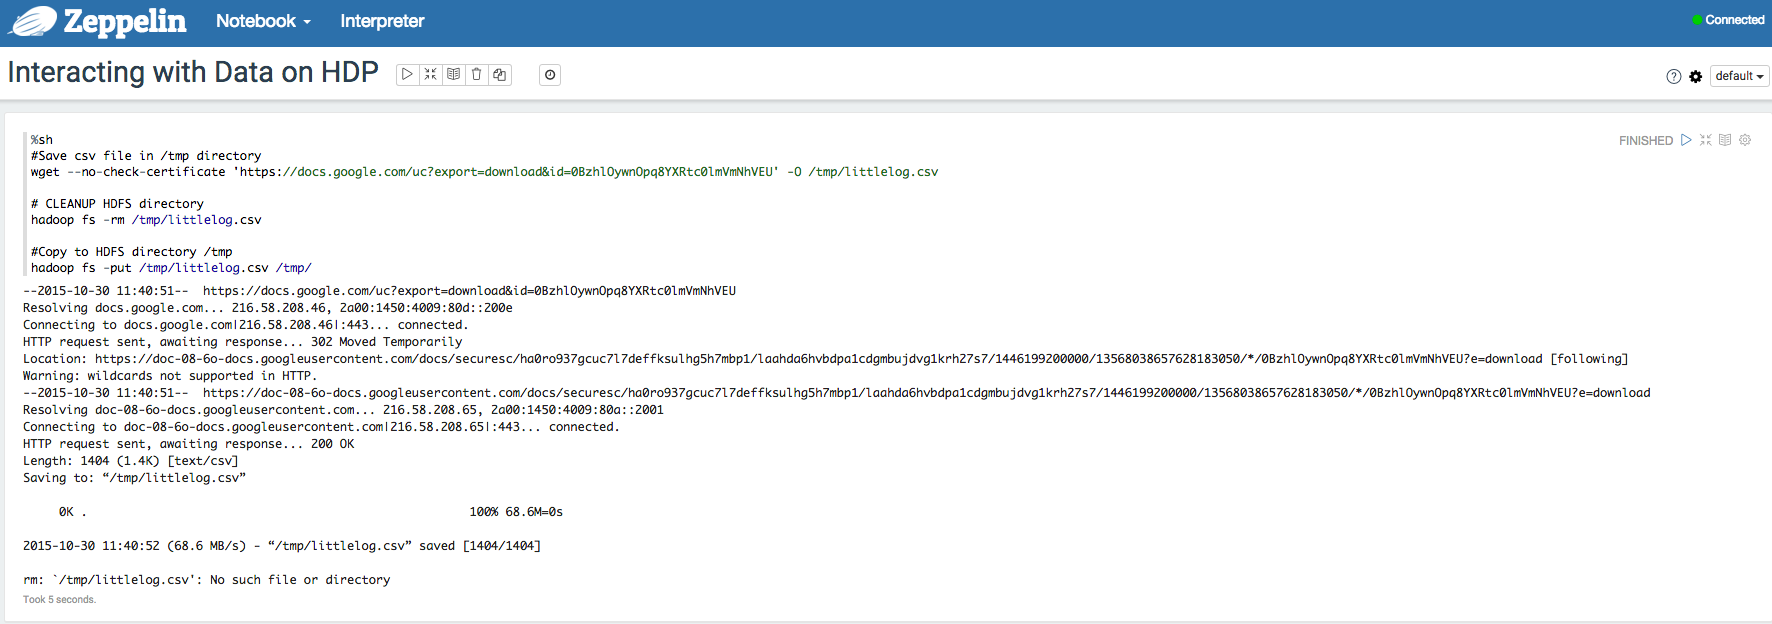 Zeppelin Notebook Interpreter Connected
Interacting with Data on HDP default
FINISHED
%sh
#Save csv file in /tmp directory
wget --no-check-certificate 'https://docs.google.com/uc?export=download&id=0BzhlOywnOpq8YXRtc0lmVmNhVEU' -O /tmp/littlelog.csv
# CLEANUP HDFS directory
hadoop fs -rm /tmp/littlelog.csv
#Copy to HDFS directory /tmp
hadoop fs -put /tmp/littlelog.csv /tmp/
--2015-10-30 11:40:51--  https://docs.google.com/uc?export=download&id=0BzhlOywnOpq8YXRtc0lmVmNhVEU
Resolving docs.google.com... 216.58.208.46, 2a00:1450:4009:80d::200e
Connecting to docs.google.com|216.58.208.46|:443... connected.
HTTP request sent, awaiting response... 302 Moved Temporarily
Location: https://doc-08-6o-docs.googleusercontent.com/docs/securesc/ha0ro937gcuc7l7deffksulhg5h7mbp1/laahda6hvbdpa1cdgmbujdvg1krh27s7/1446199200000/13568038657628183050/*/0BzhlOywnOpq8YXRtc0lmVmNhVEU?e=download [following]
Warning: wildcards not supported in HTTP.
--2015-10-30 11:40:51--  https://doc-08-6o-docs.googleusercontent.com/docs/securesc/ha0ro937gcuc7l7deffksulhg5h7mbp1/laahda6hvbdpa1cdgmbujdvg1krh27s7/1446199200000/13568038657628183050/*/0BzhlOywnOpq8YXRtc0lmVmNhVEU?e=download
Resolving doc-08-6o-docs.googleusercontent.com... 216.58.208.65, 2a00:1450:4009:80a::2001
Connecting to doc-08-6o-docs.googleusercontent.com|216.58.208.65|:443... connected.
HTTP request sent, awaiting response... 200 OK
Length: 1404 (1.4K) [text/csv]
Saving to: “/tmp/littlelog.csv”
0K . 100% 68.6M=0s
2015-10-30 11:40:52 (68.6 MB/s) - “/tmp/littlelog.csv” saved [1404/1404]
rm: `/tmp/littlelog.csv': No such file or directory
Took 5 seconds.